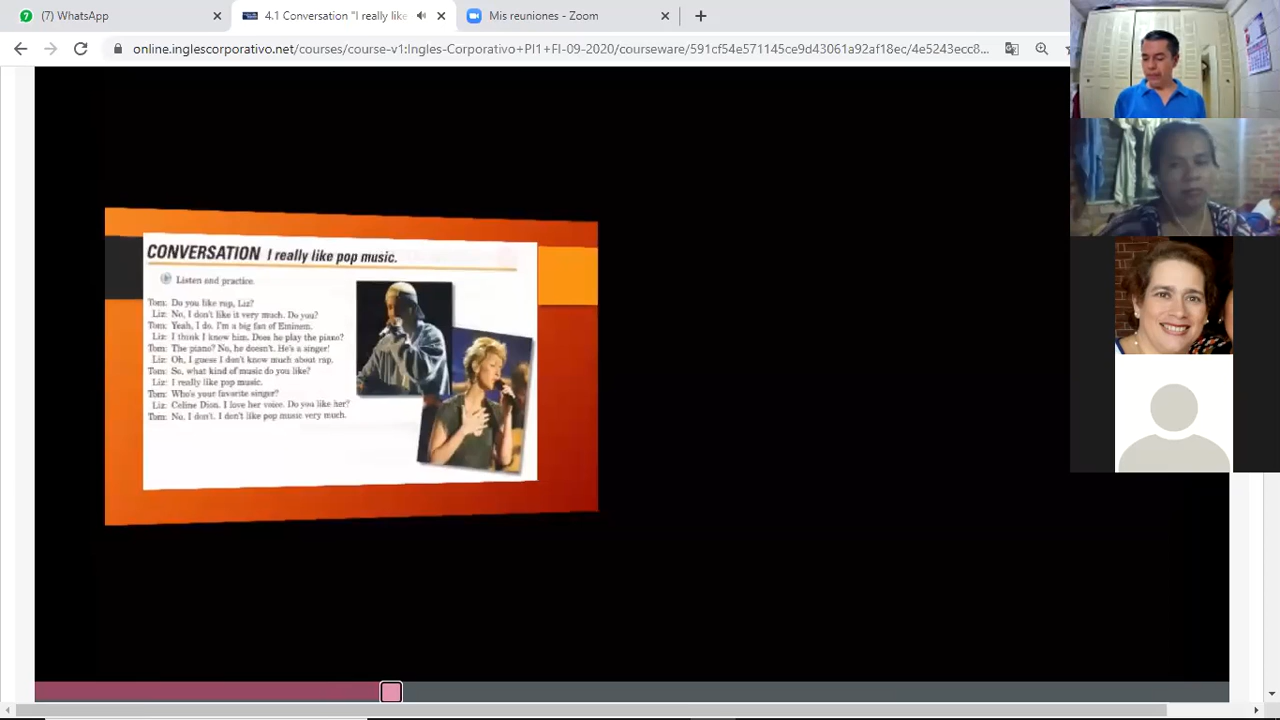 (7) WhatsApp
4.1 Conversation "I really like
Mis reuniones - Zoom
online.inglescorporativo.net/courses/course-v1:Ingles-Corporativo+PI1+FI-09-2020/courseware/
CONVERSATION I really like pop music.
Listen and practice.
Tom: Do you like rap, Liz?
Liz: No, I don't like it very much. Do you?
Tom: Yeah, I do. I'm a big fan of Eminem.
Liz: I think I know him. Does he play the piano?
Tom: The piano? No, he doesn't. He's a singer!
Liz: Oh, I guess I don't know much about rap.
Tom: So, what kind of music do you like?
Liz: I really like pop music.
Tom: Who's your favorite singer?
Liz: Celine Dion. I love her voice. Do you like her?
Tom: No. I don't. I don't like pop music very much.